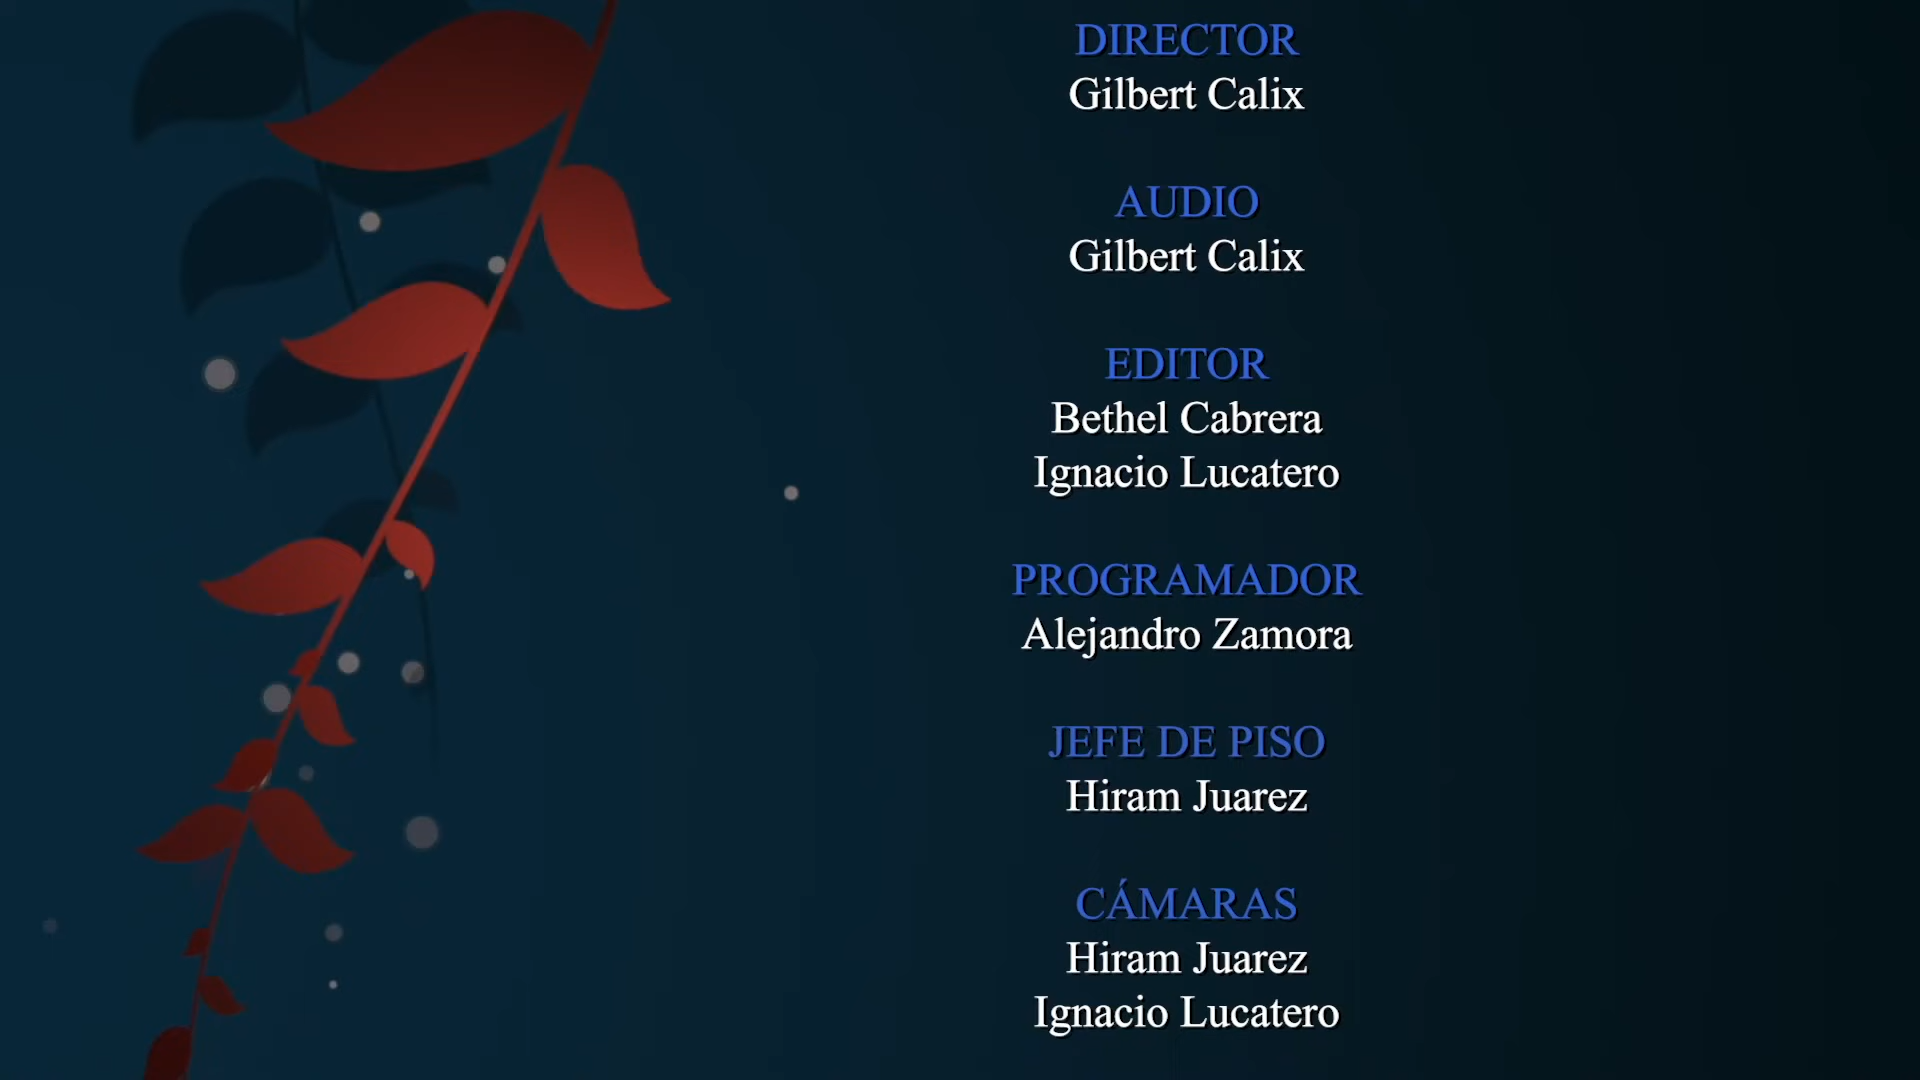 DIRECTOR
Gilbert Calix
AUDIO
Gilbert Calix
EDITOR
Bethel Cabrera
Ignacio Lucatero
PROGRAMADOR
Alejandro Zamora
JEFE DE PISO
Hiram Juarez
CÁMARAS
Hiram Juarez
Ignacio Lucatero